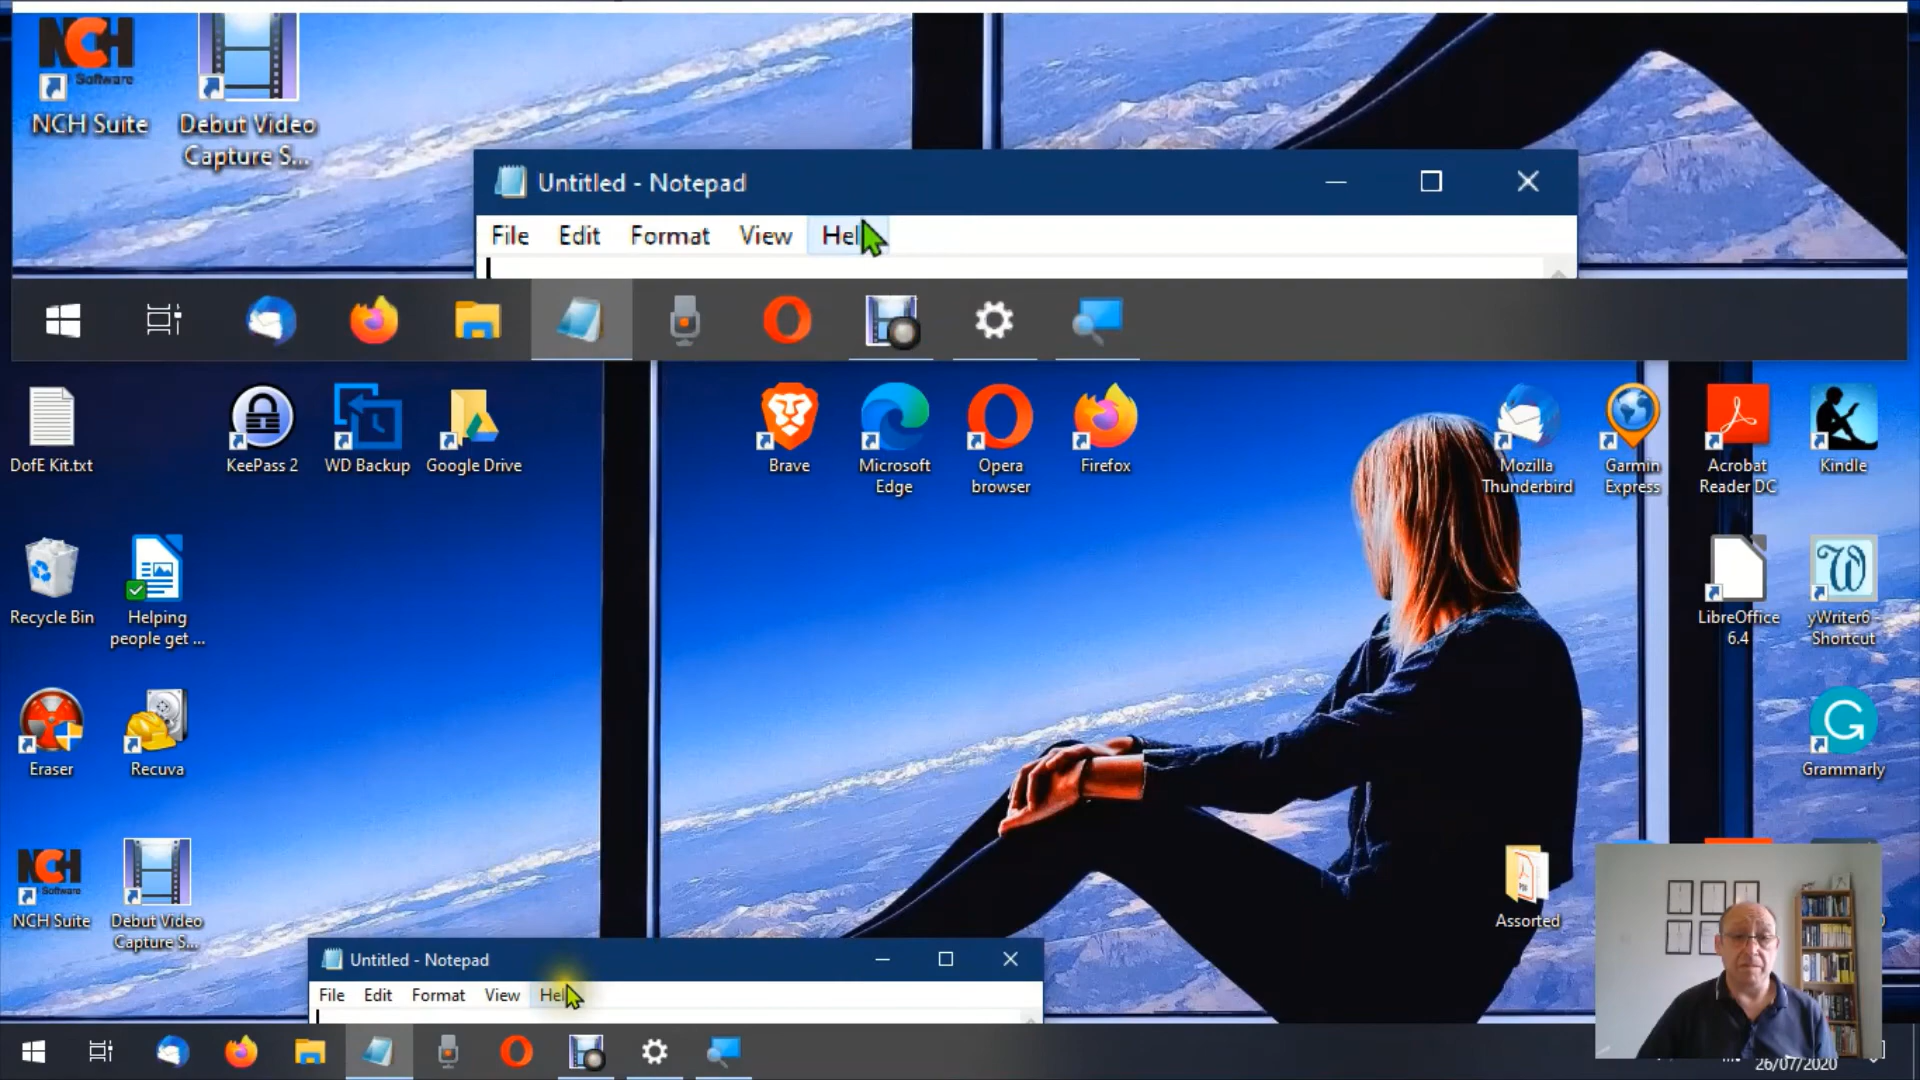 NCH
Software
NCH Suite
Debut Video
Capture S...
Untitled - Notepad
File Edit Format View Hel
DofE Kit.txt
KeePass 2
WD Backup
Google Drive
Brave
Microsoft
Edge
Opera
browser
Firefox
Mozilla
Thunderbird
Garmin
Express
Acrobat
Reader DC
Kindle
Recycle Bin
Helping
people get ...
LibreOffice
6.4
W
yWriter6 -
Shortcut
Eraser
Recuva
G
Grammarly
NCH
Software
NCH Suite
Debut Video
Capture S...
PDF
Assorted
Untitled - Notepad
File Edit Format View Hel
26/07/2020